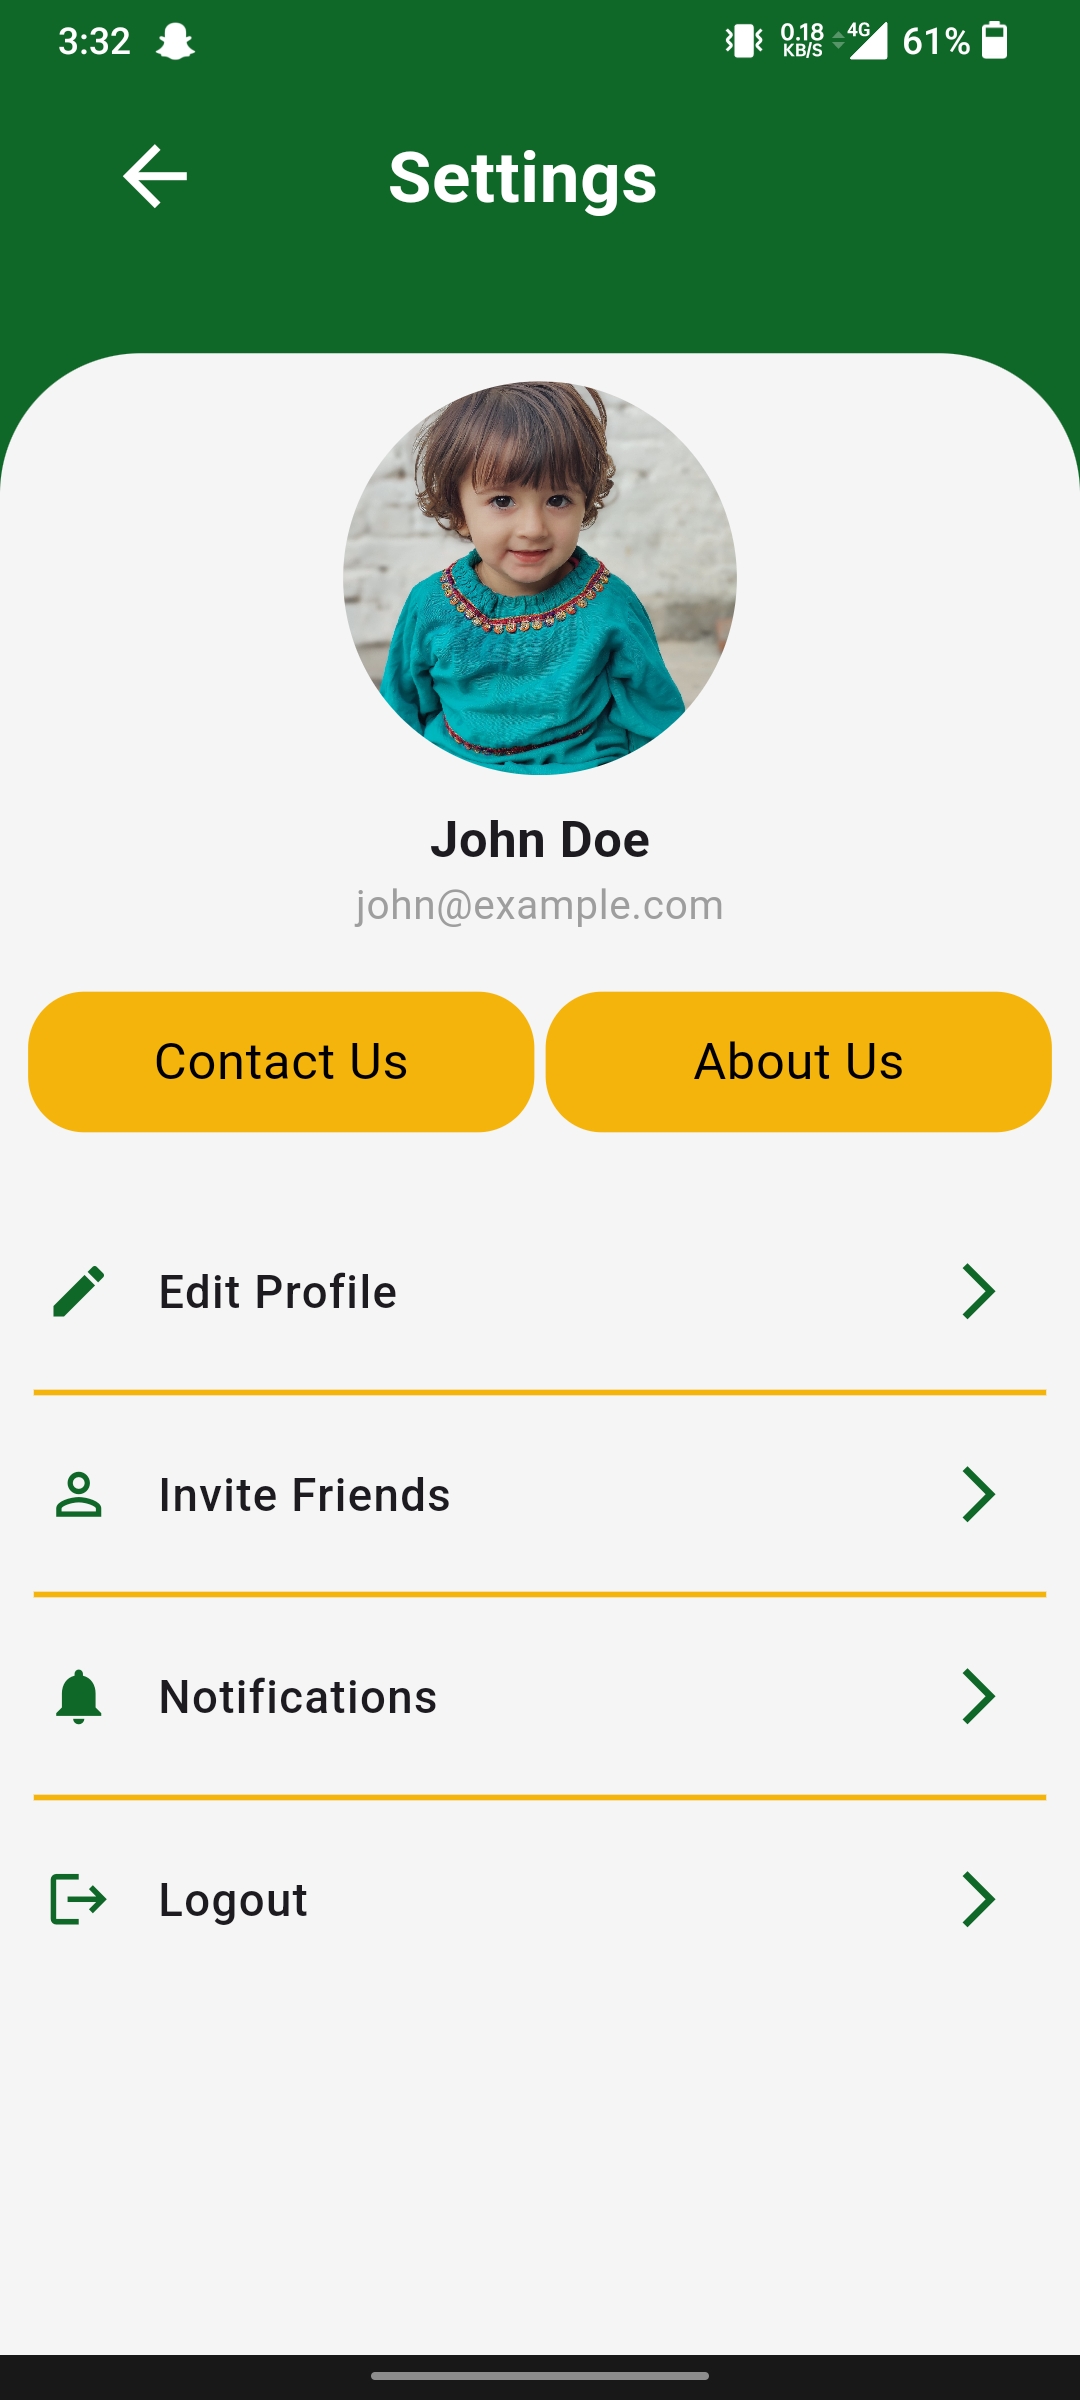 3:32 0.18 KB/S 4G 61%
Settings
John Doe
john@example.com
Contact Us About Us
Edit Profile
Invite Friends
Notifications
Logout